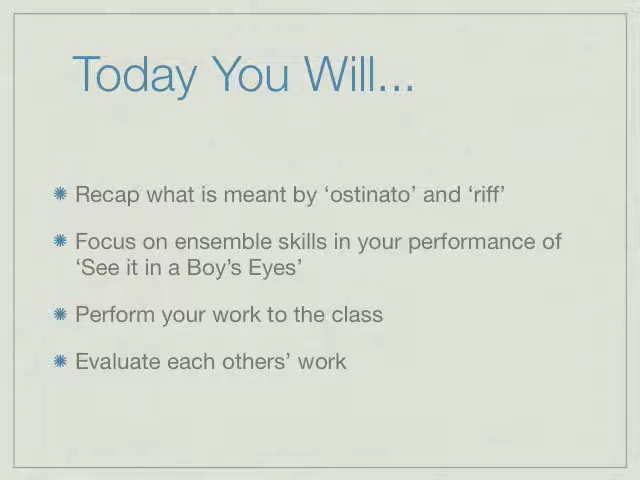 Today You Will...
Recap what is meant by ‘ostinato’ and ‘riff’
Focus on ensemble skills in your performance of
‘See it in a Boy’s Eyes’
Perform your work to the class
Evaluate each others’ work